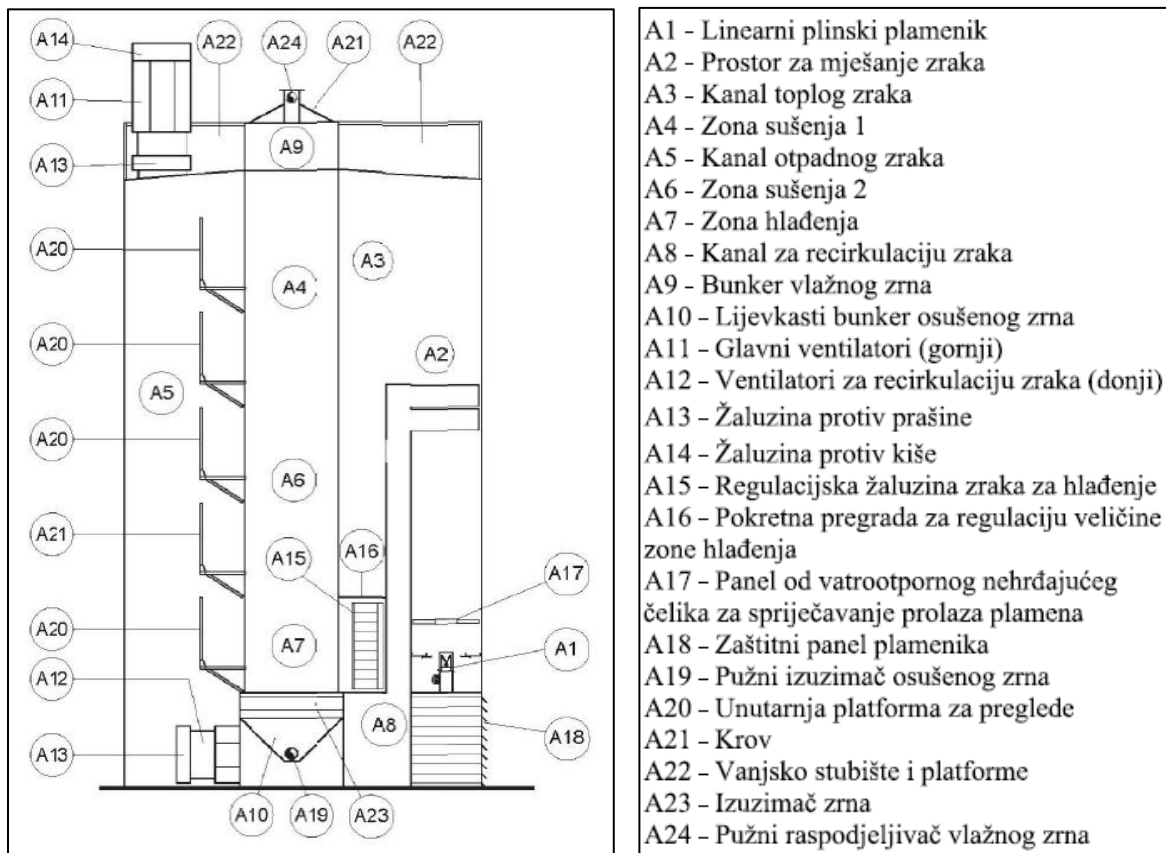 A14
A22
A24
A21
A22
A11
A9
A13
A20
A3
A4
A20
A2
A5
A20
A6
A21
A15
A16
A17
A20
A7
A1
A12
A8
A18
A13
A10
A19
A23
A1 - Linearni plinski plamenik
A2 - Prostor za mješanje zraka
A3 - Kanal toplog zraka
A4 - Zona sušenja 1
A5 - Kanal otpadnog zraka
A6 - Zona sušenja 2
A7 - Zona hlađenja
A8 - Kanal za recirkulaciju zraka
A9 - Bunker vlažnog zrna
A10 - Lijevkasti bunker osušenog zrna
A11 - Glavni ventilatori (gornji)
A12 - Ventilatori za recirkulaciju zraka (donji)
A13 - Žaluzina protiv prašine
A14 - Žaluzina protiv kiše
A15 - Regulacijska žaluzina zraka za hlađenje
A16 - Pokretna pregrada za regulaciju veličine
zone hlađenja
A17 - Panel od vatrootpornog nehrđajućeg
čelika za spriječavanje prolaza plamena
A18 - Zaštitni panel plamenika
A19 - Pužni izuzimač osušenog zrna
A20 - Unutarnja platforma za preglede
A21 - Krov
A22 - Vanjsko stubište i platforme
A23 - Izuzimač zrna
A24 - Pužni raspodjeljivač vlažnog zrna